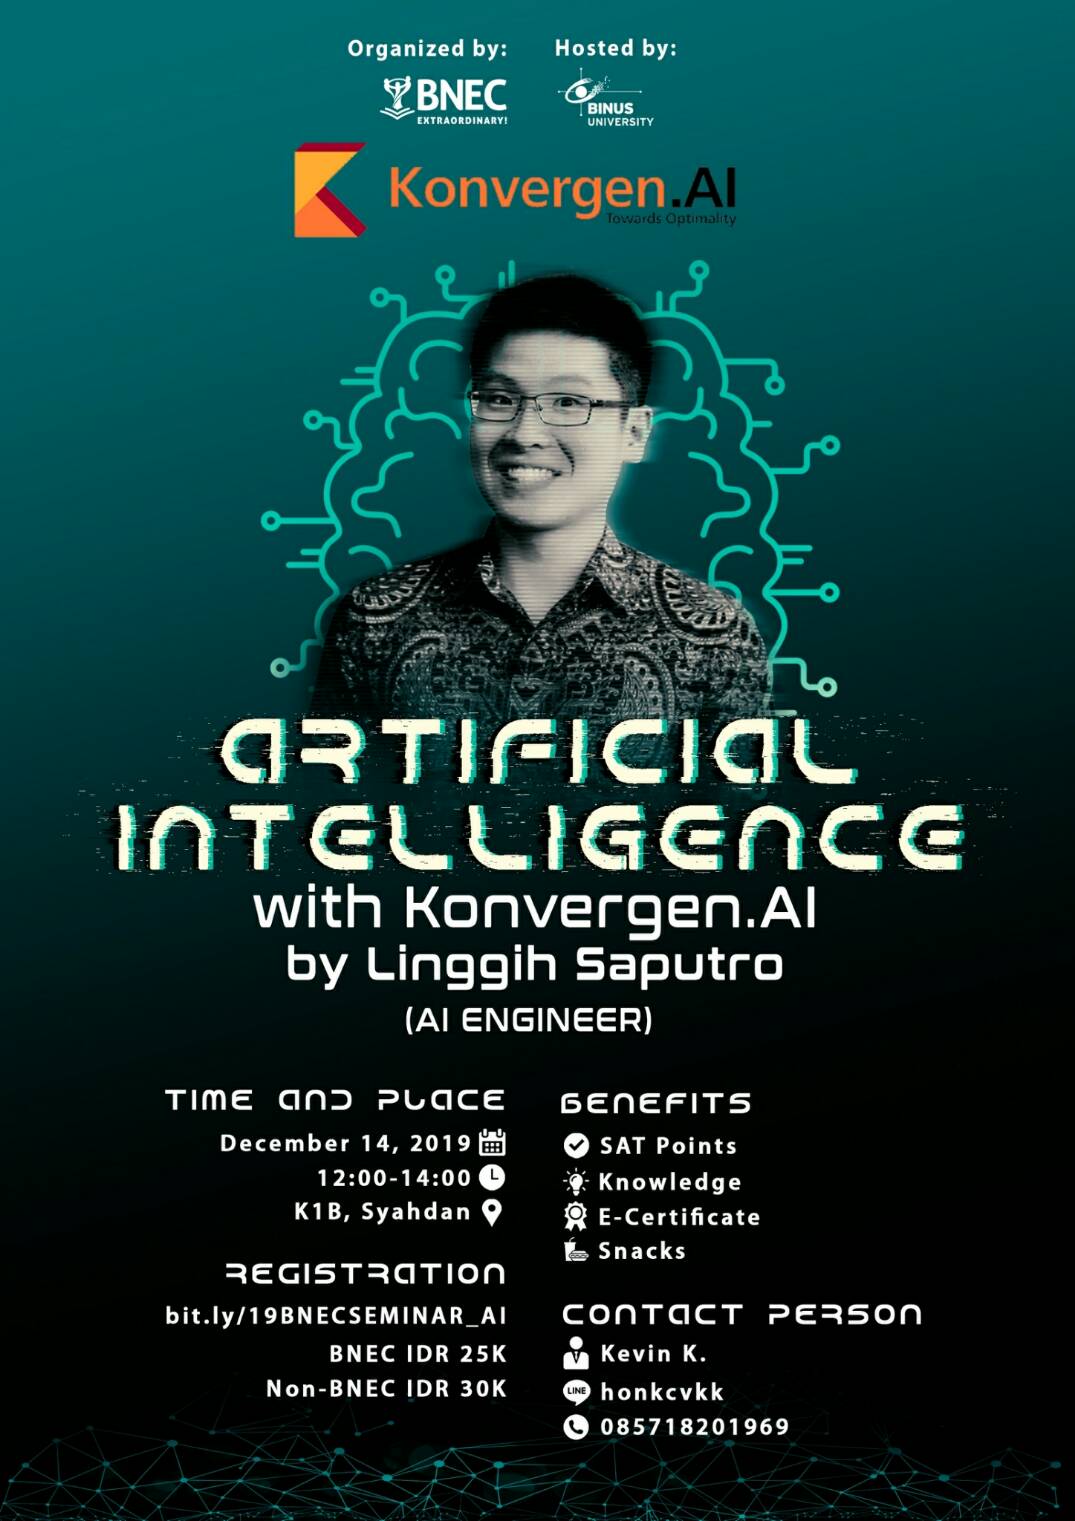 Organized by:
BNEC
EXTRAORDINARY!
Hosted by:
BINUS
UNIVERSITY
Konvergen.AI
Towards Optimality
ARTIFICIAL
INTELLIGENCE
with Konvergen.AI
by Linggih Saputro
(AI ENGINEER)
TIME AND PLACE
December 14, 2019
12:00-14:00
K1B, Syahdan
REGISTRATION
bit.ly/19BNECSEMINAR_AI
BNEC IDR 25K
Non-BNEC IDR 30K
BENEFITS
SAT Points
Knowledge
E-Certificate
Snacks
CONTACT PERSON
Kevin K.
LINE honkcvkk
085718201969